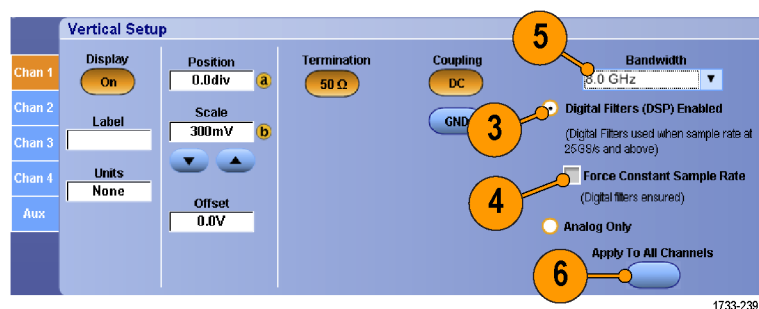 Vertical Setup
Chan 1
Chan 2
Chan 3
Chan 4
Aux
Display
On
Label
Units
None
Position
0.0div
a
Scale
300mV
b
Offset
0.0V
Termination
50 Ω
Coupling
DC
GND
5
Bandwidth
8.0 GHz
3
Digital Filters (DSP) Enabled
(Digital Filters used when sample rate at
25GS/s and above)
4
Force Constant Sample Rate
(Digital filters ensured)
Analog Only
Apply To All Channels
6
1733-239